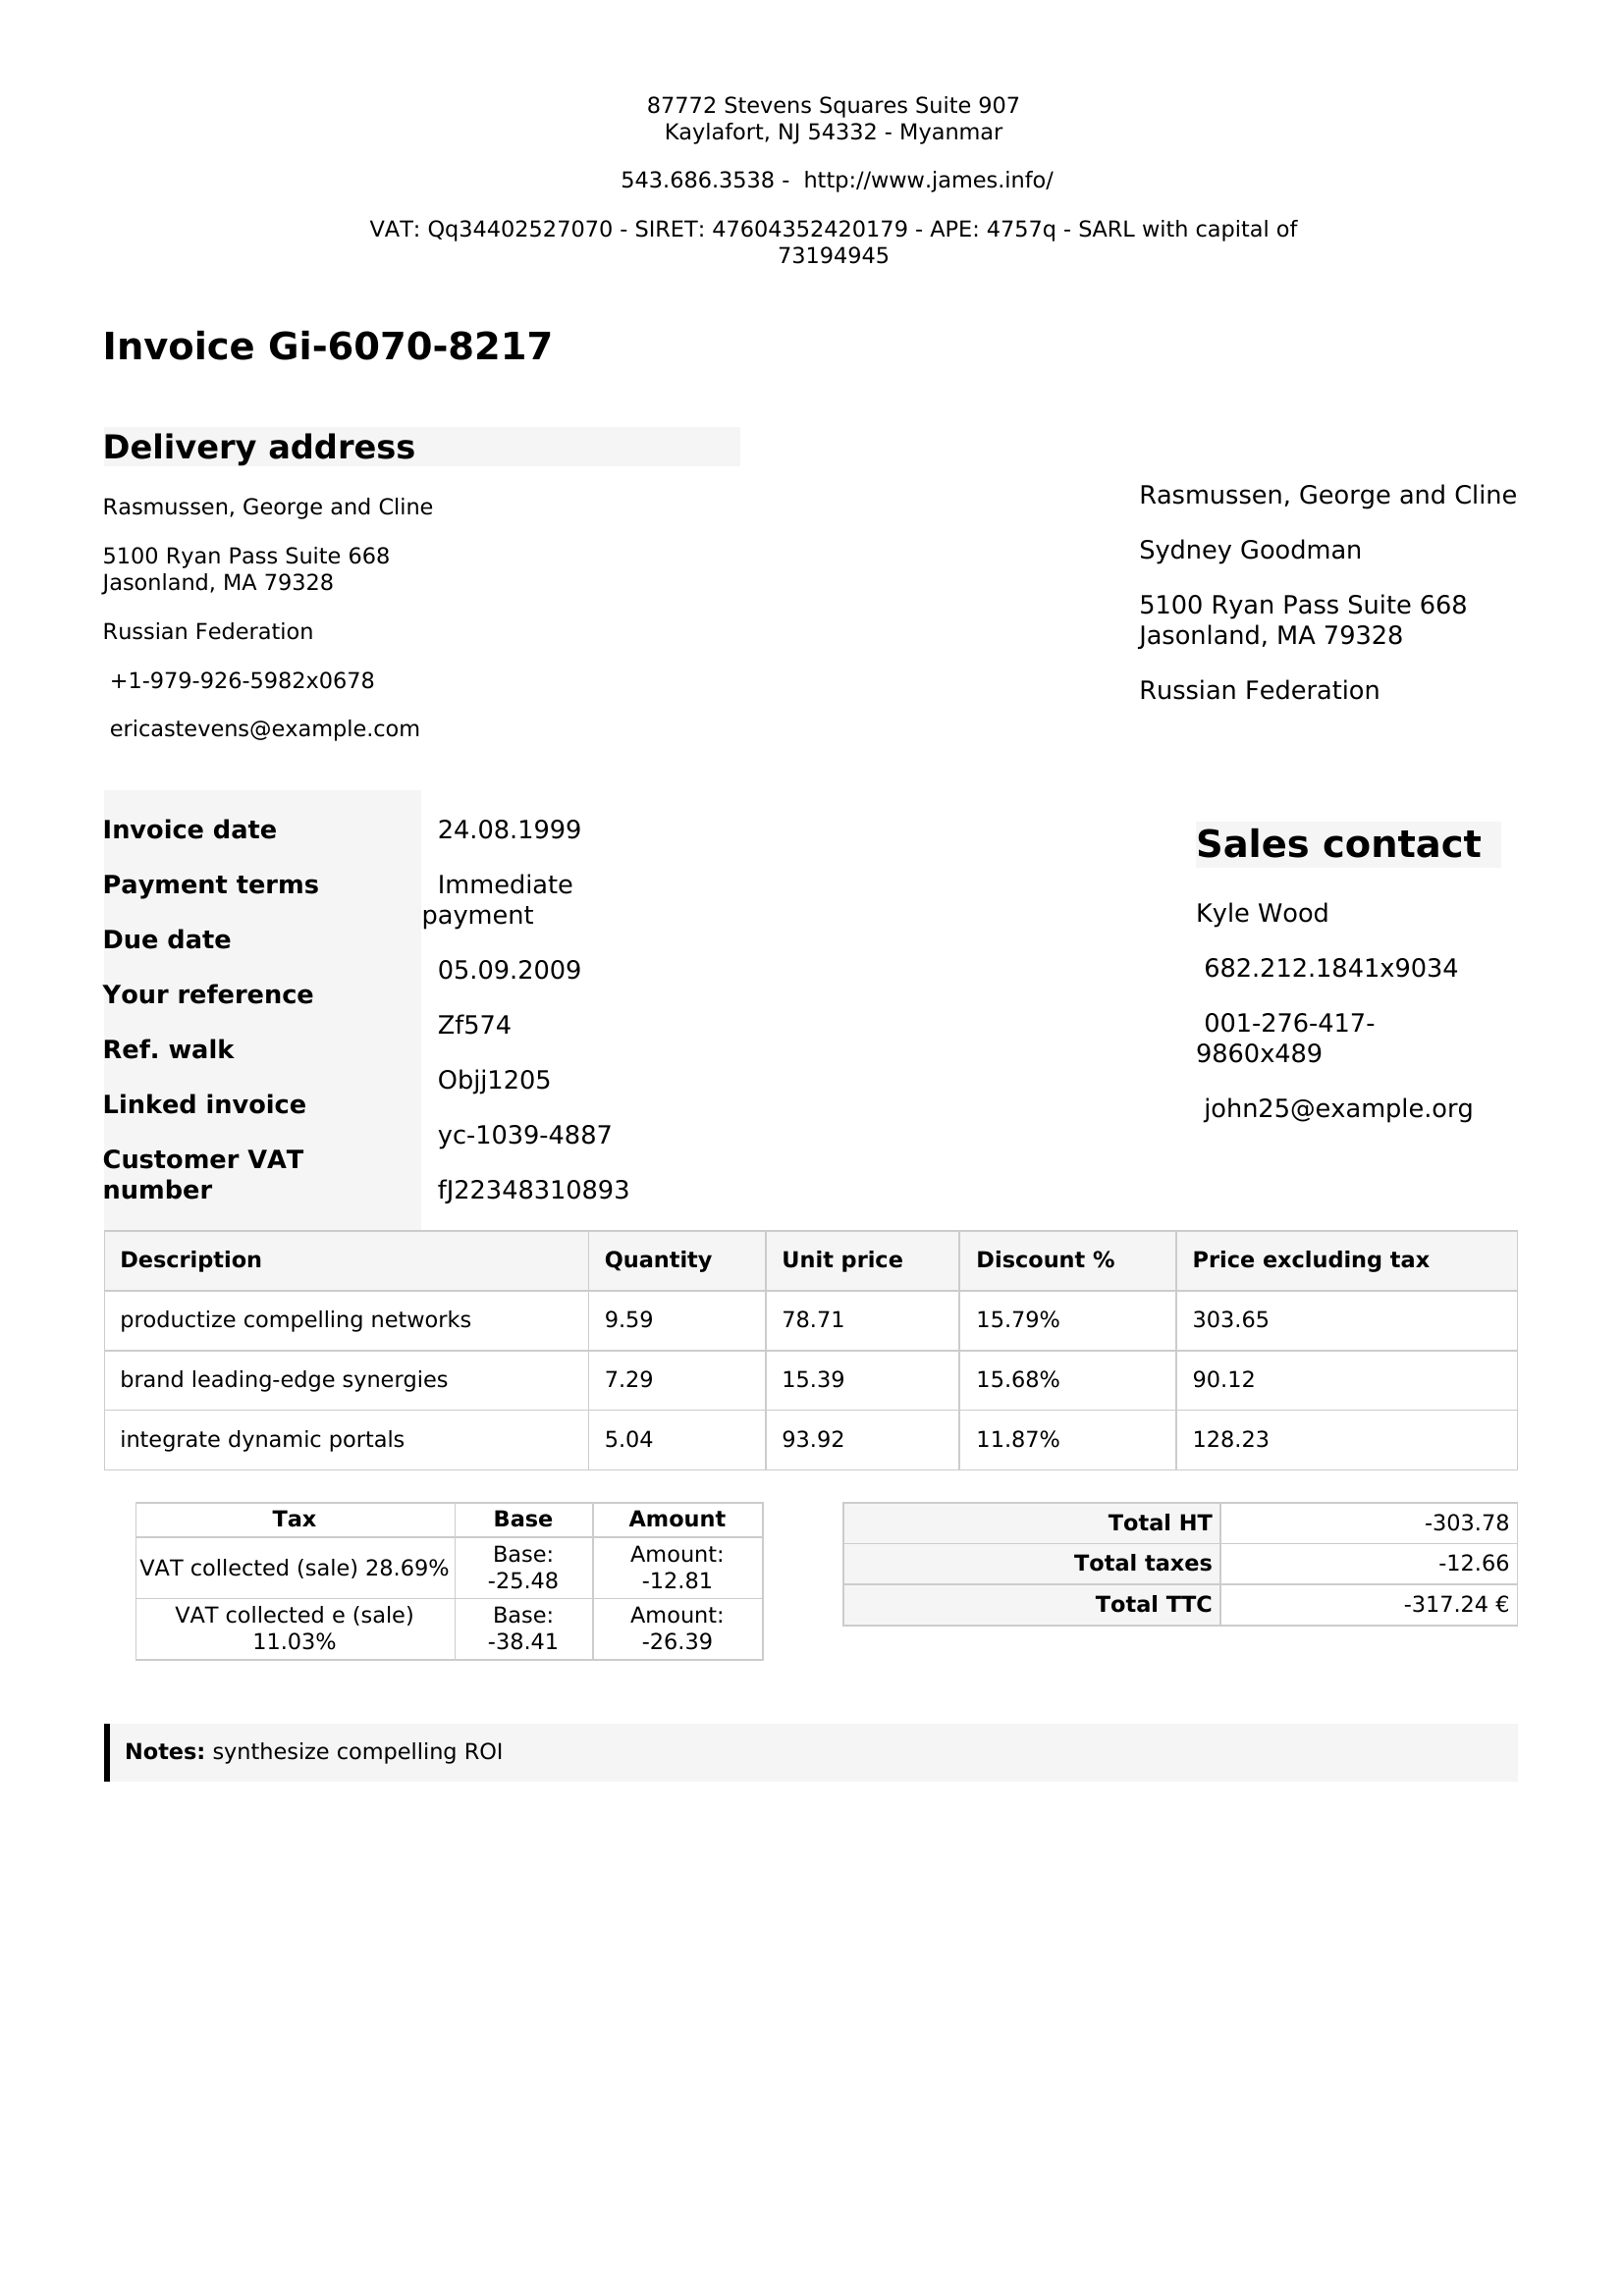 87772 Stevens Squares Suite 907
Kaylafort, NJ 54332 - Myanmar
543.686.3538 - http://www.james.info/
VAT: Qq34402527070 - SIRET: 47604352420179 - APE: 4757q - SARL with capital of
73194945
Invoice Gi-6070-8217
Delivery address
Rasmussen, George and Cline
5100 Ryan Pass Suite 668
Jasonland, MA 79328
Russian Federation
+1-979-926-5982x0678
ericastevens@example.com
Rasmussen, George and Cline
Sydney Goodman
5100 Ryan Pass Suite 668
Jasonland, MA 79328
Russian Federation
Invoice date
Payment terms
Due date
Your reference
Ref. walk
Linked invoice
Customer VAT
number
24.08.1999
Immediate
payment
05.09.2009
Zf574
Objj1205
yc-1039-4887
fJ22348310893
Sales contact
Kyle Wood
682.212.1841x9034
001-276-417-
9860x489
john25@example.org
Description Quantity Unit price Discount % Price excluding tax
productize compelling networks 9.59 78.71 15.79% 303.65
brand leading-edge synergies 7.29 15.39 15.68% 90.12
integrate dynamic portals 5.04 93.92 11.87% 128.23
Tax Base Amount
VAT collected (sale) 28.69% Base: -25.48 Amount: -12.81
VAT collected e (sale) 11.03% Base: -38.41 Amount: -26.39
Total HT -303.78
Total taxes -12.66
Total TTC -317.24 €
Notes: synthesize compelling ROI